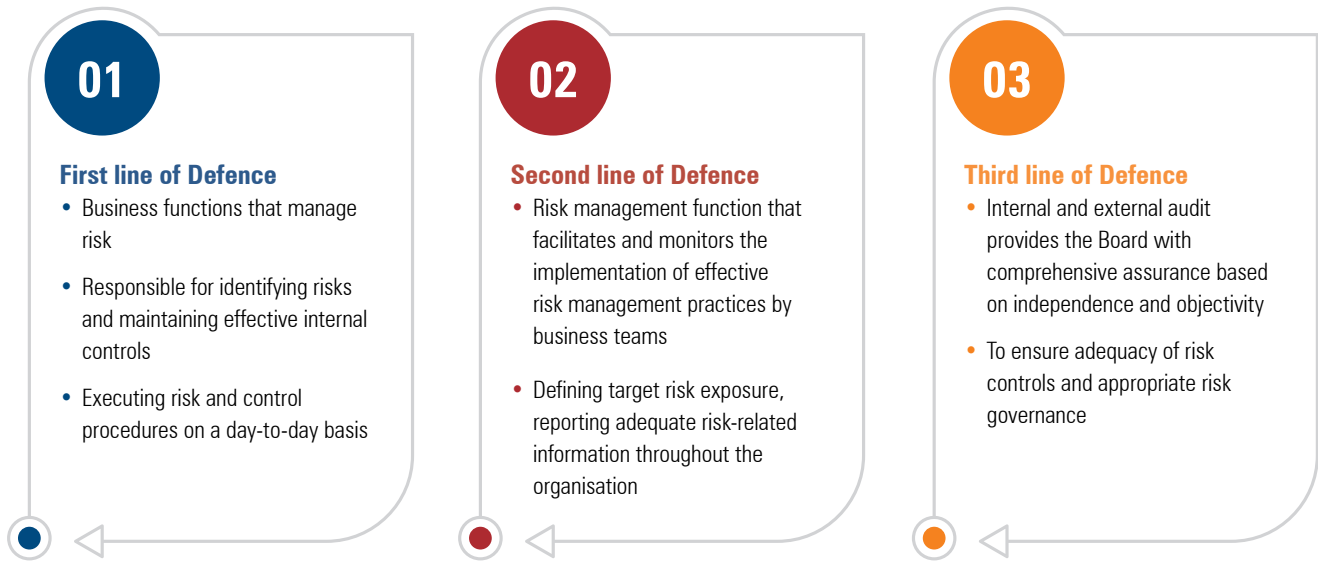 01
First line of Defence
• Business functions that manage
risk
• Responsible for identifying risks
and maintaining effective internal
controls
• Executing risk and control
procedures on a day-to-day basis
02
Second line of Defence
• Risk management function that
facilitates and monitors the
implementation of effective
risk management practices by
business teams
• Defining target risk exposure,
reporting adequate risk-related
information throughout the
organisation
03
Third line of Defence
• Internal and external audit
provides the Board with
comprehensive assurance based
on independence and objectivity
• To ensure adequacy of risk
controls and appropriate risk
governance